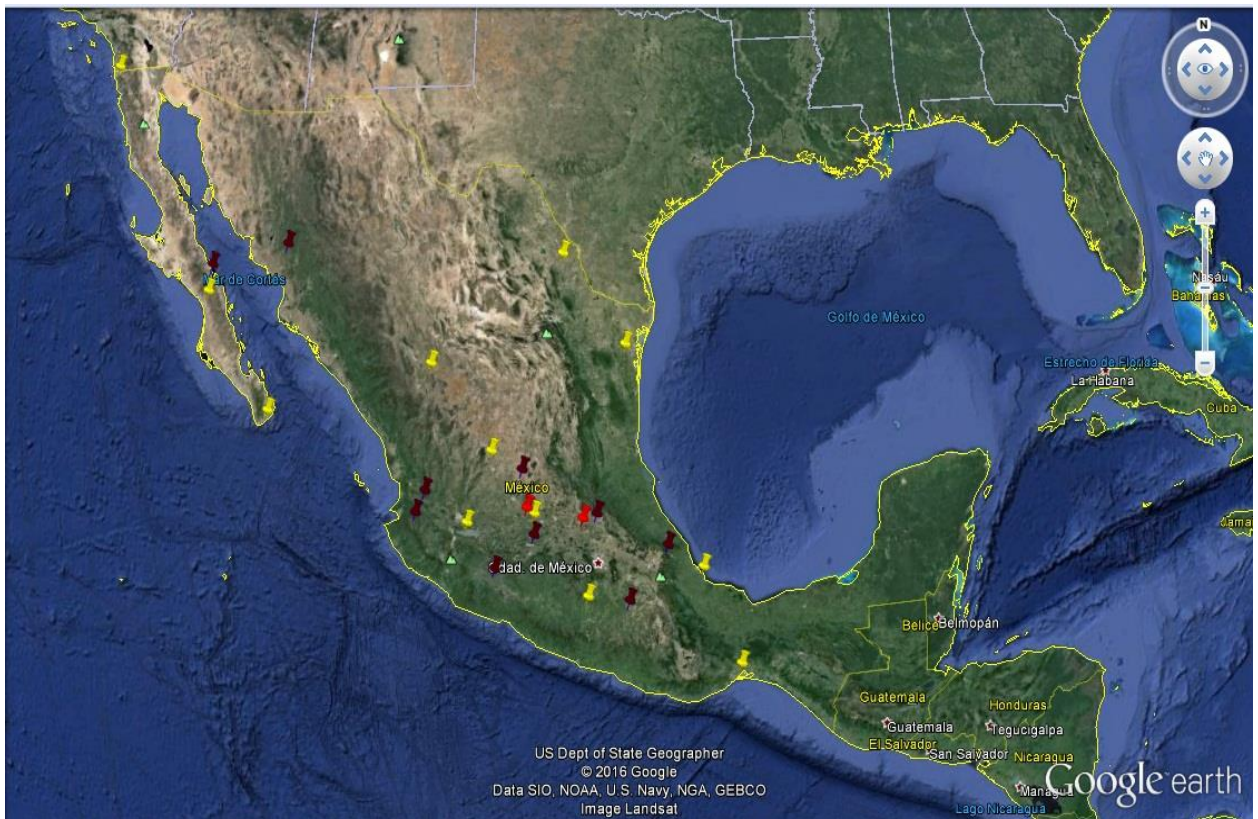 N
Mar de Cortés
Golfo de México
Nasáu
Bahamas
Estrecho de Florida
La Habana
Cuba
México
Jama
Cdad. de México
Belice
Belmopán
Guatemala
Honduras
Guatemala
Tegucigalpa
El Salvador
San Salvador
Nicaragua
US Dept of State Geographer
© 2016 Google
Data SIO, NOAA, U.S. Navy, NGA, GEBCO
Image Landsat
Google earth
Managua
Lago Nicaragua